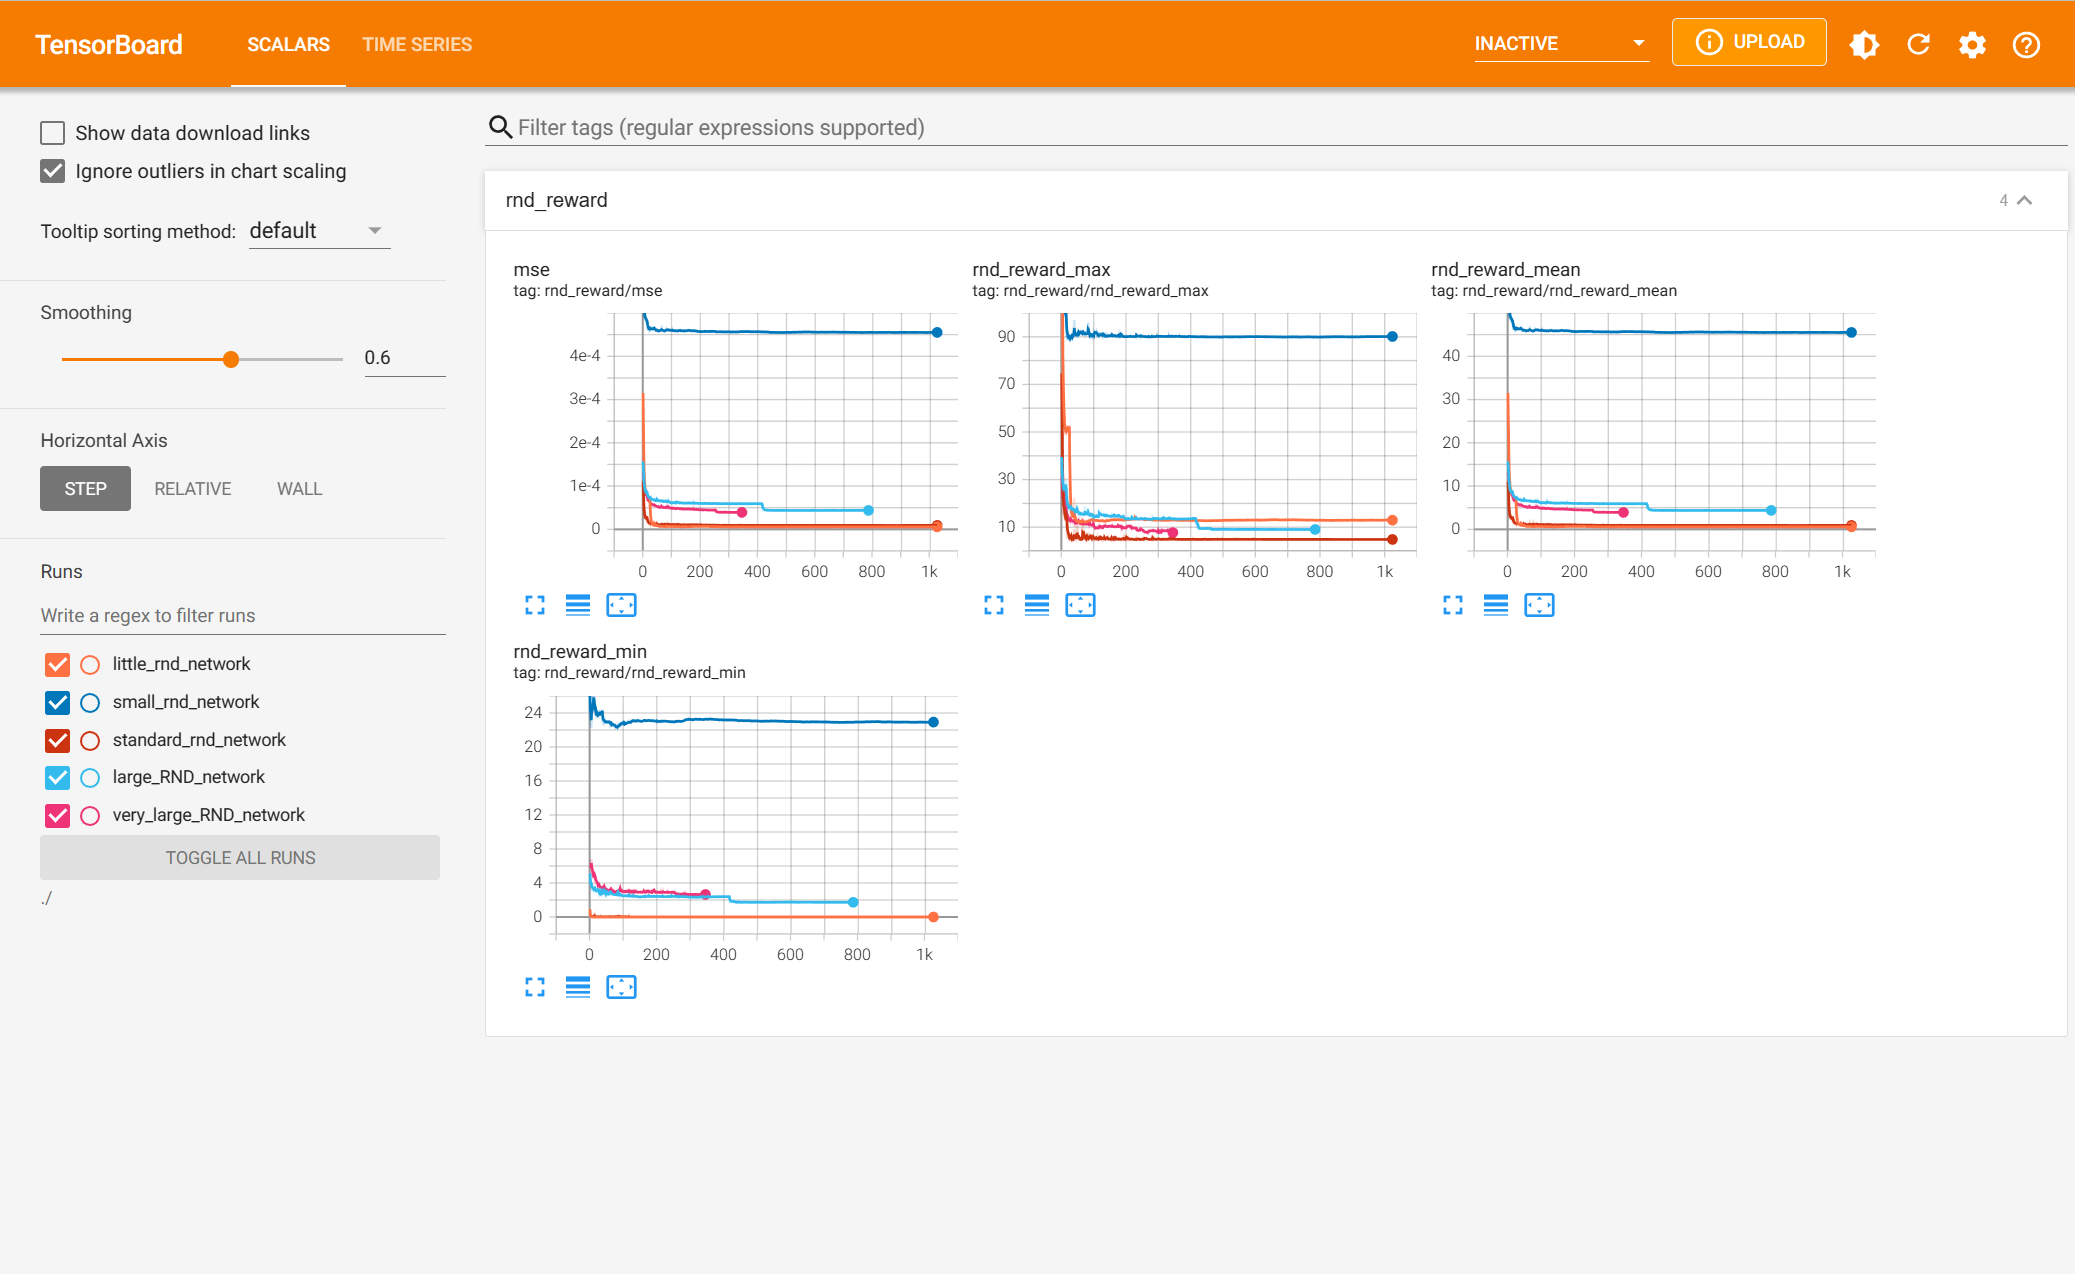 TensorBoard
SCALARS
TIME SERIES
INACTIVE
UPLOAD
Show data download links
Ignore outliers in chart scaling
Tooltip sorting method: default
Smoothing
0.6
Horizontal Axis
STEP
RELATIVE
WALL
Runs
Write a regex to filter runs
little_rnd_network
small_rnd_network
standard_rnd_network
large_RND_network
very_large_RND_network
TOGGLE ALL RUNS
./
Filter tags (regular expressions supported)
rnd_reward
4
mse
tag: rnd_reward/mse
4e-4
3e-4
2e-4
1e-4
0
0 200 400 600 800 1k
rnd_reward_max
tag: rnd_reward/rnd_reward_max
90
70
50
30
10
0 200 400 600 800 1k
rnd_reward_mean
tag: rnd_reward/rnd_reward_mean
40
30
20
10
0
0 200 400 600 800 1k
rnd_reward_min
tag: rnd_reward/rnd_reward_min
24
20
16
12
8
4
0
0 200 400 600 800 1k